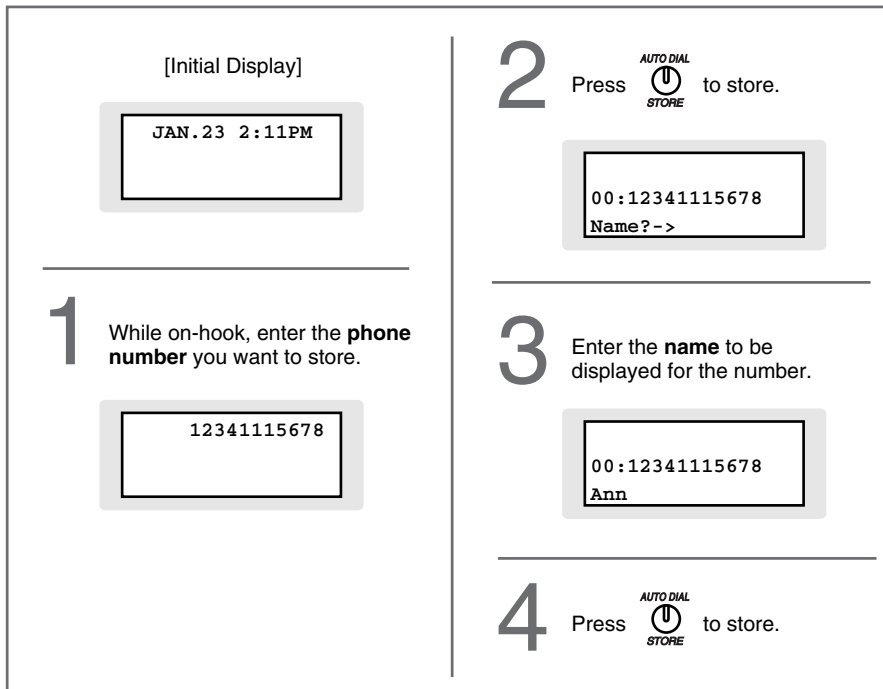 [Initial Display]
JAN.23 2:11PM
1
While on-hook, enter the phone
number you want to store.
12341115678
2
AUTO DIAL
Press to store.
STORE
00:12341115678
Name?->
3
Enter the name to be
displayed for the number.
00:12341115678
Ann
4
AUTO DIAL
Press to store.
STORE